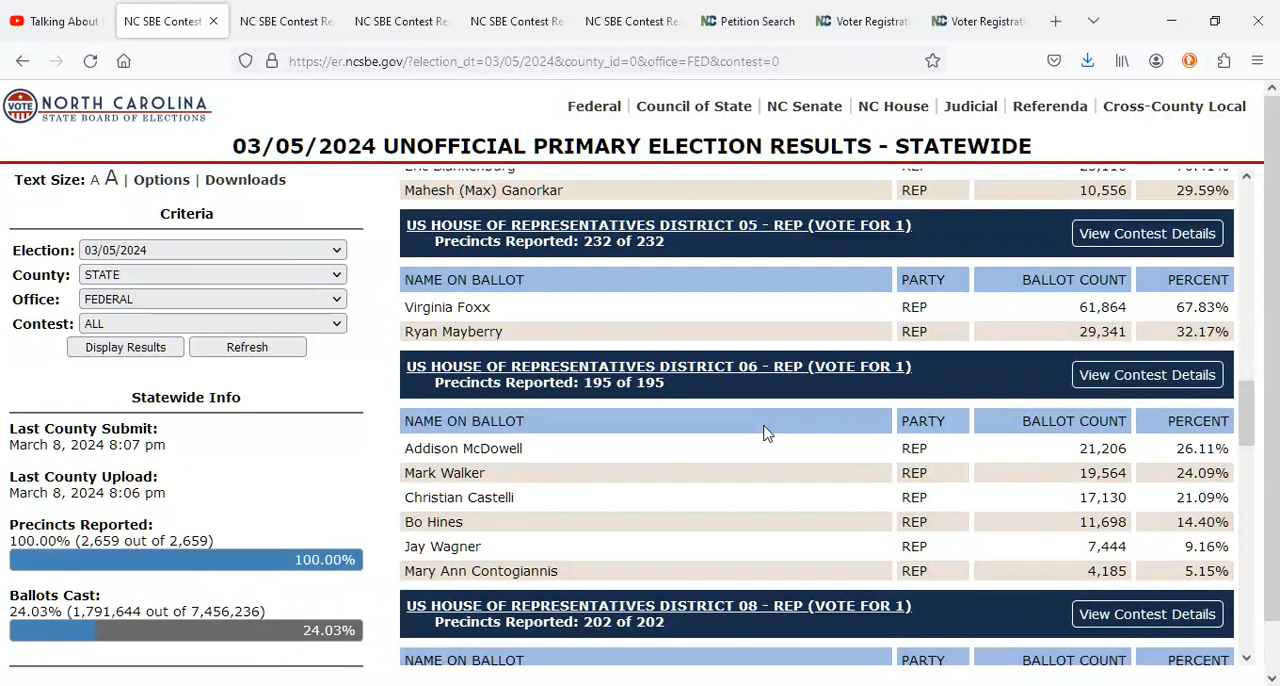 Talking About
NC SBE Contest
NC SBE Contest Re
NC SBE Contest Re
NC SBE Contest Re
NC SBE Contest Re
NC Petition Search
NC Voter Registrati
NC Voter Registrati
https://er.ncsbe.gov/?election_dt=03/05/2024&county_id=0&office=FED&contest=0
VOTE NORTH CAROLINA
STATE BOARD OF ELECTIONS
Federal | Council of State | NC Senate | NC House | Judicial | Referenda | Cross-County Local
03/05/2024 UNOFFICIAL PRIMARY ELECTION RESULTS - STATEWIDE
Text Size: A A | Options | Downloads
Criteria
Election: 03/05/2024
County: STATE
Office: FEDERAL
Contest: ALL
Display Results Refresh
Statewide Info
Last County Submit:
March 8, 2024 8:07 pm
Last County Upload:
March 8, 2024 8:06 pm
Precincts Reported:
100.00% (2,659 out of 2,659)
100.00%
Ballots Cast:
24.03% (1,791,644 out of 7,456,236)
24.03%
Mahesh (Max) Ganorkar REP 10,556 29.59%
US HOUSE OF REPRESENTATIVES DISTRICT 05 - REP (VOTE FOR 1)
Precincts Reported: 232 of 232
View Contest Details
NAME ON BALLOT PARTY BALLOT COUNT PERCENT
Virginia Foxx REP 61,864 67.83%
Ryan Mayberry REP 29,341 32.17%
US HOUSE OF REPRESENTATIVES DISTRICT 06 - REP (VOTE FOR 1)
Precincts Reported: 195 of 195
View Contest Details
NAME ON BALLOT PARTY BALLOT COUNT PERCENT
Addison McDowell REP 21,206 26.11%
Mark Walker REP 19,564 24.09%
Christian Castelli REP 17,130 21.09%
Bo Hines REP 11,698 14.40%
Jay Wagner REP 7,444 9.16%
Mary Ann Contogiannis REP 4,185 5.15%
US HOUSE OF REPRESENTATIVES DISTRICT 08 - REP (VOTE FOR 1)
Precincts Reported: 202 of 202
View Contest Details
NAME ON BALLOT PARTY BALLOT COUNT PERCENT